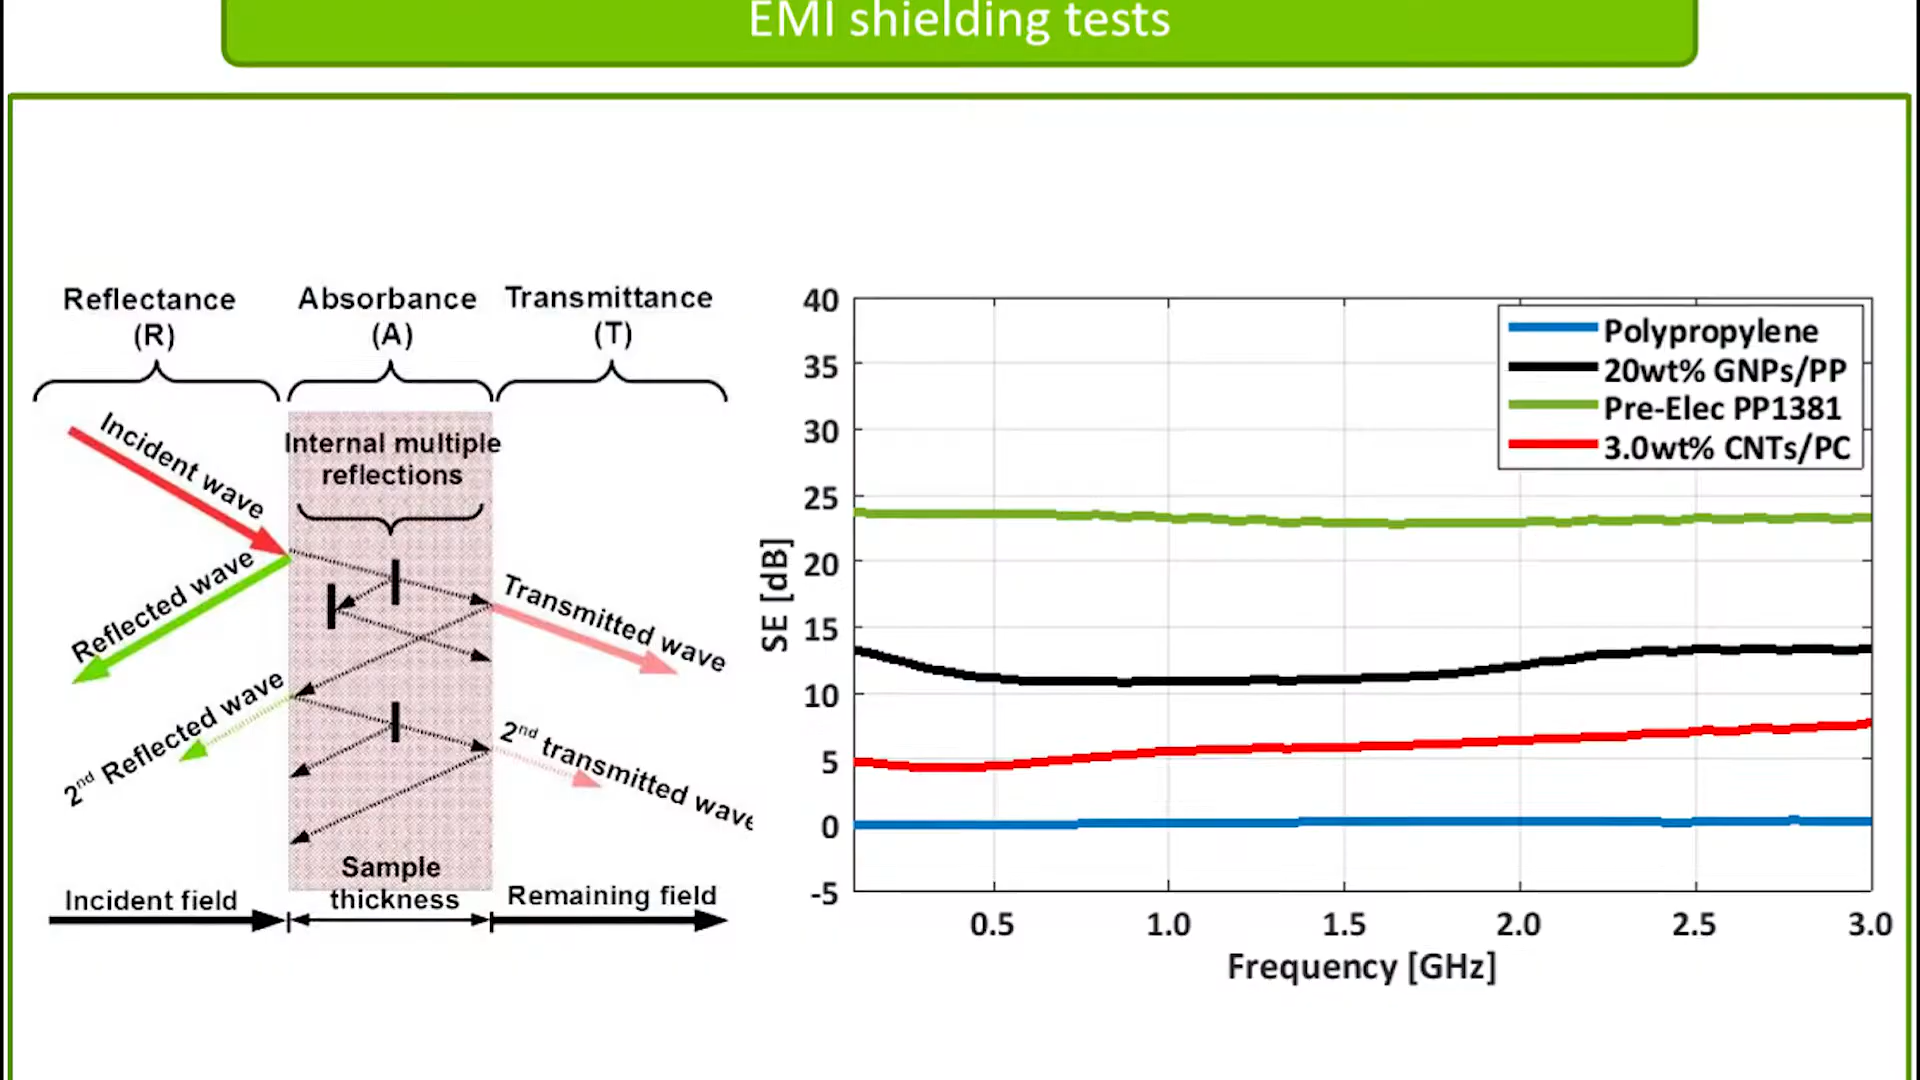 EMI shielding tests
Reflectance
(R)
Absorbance
(A)
Transmittance
(T)
Incident wave
Internal multiple
reflections
Reflected wave
Transmitted wave
2nd Reflected wave
2nd transmitted wave
Sample
thickness
Incident field
Remaining field
40
35
30
25
20
15
10
5
0
-5
SE [dB]
Polypropylene
20wt% GNPs/PP
Pre-Elec PP1381
3.0wt% CNTs/PC
0.5
1.0
1.5
2.0
2.5
3.0
Frequency [GHz]